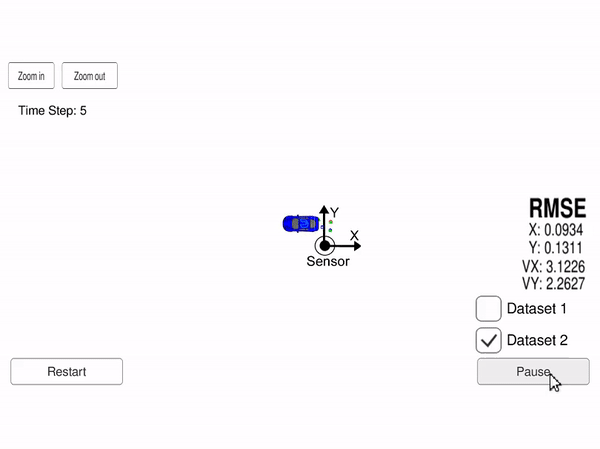 Zoom in
Zoom out
Time Step: 5
Y
X
Sensor
RMSE
X: 0.0934
Y: 0.1311
VX: 3.1226
VY: 2.2627
Dataset 1
Dataset 2
Restart
Pause